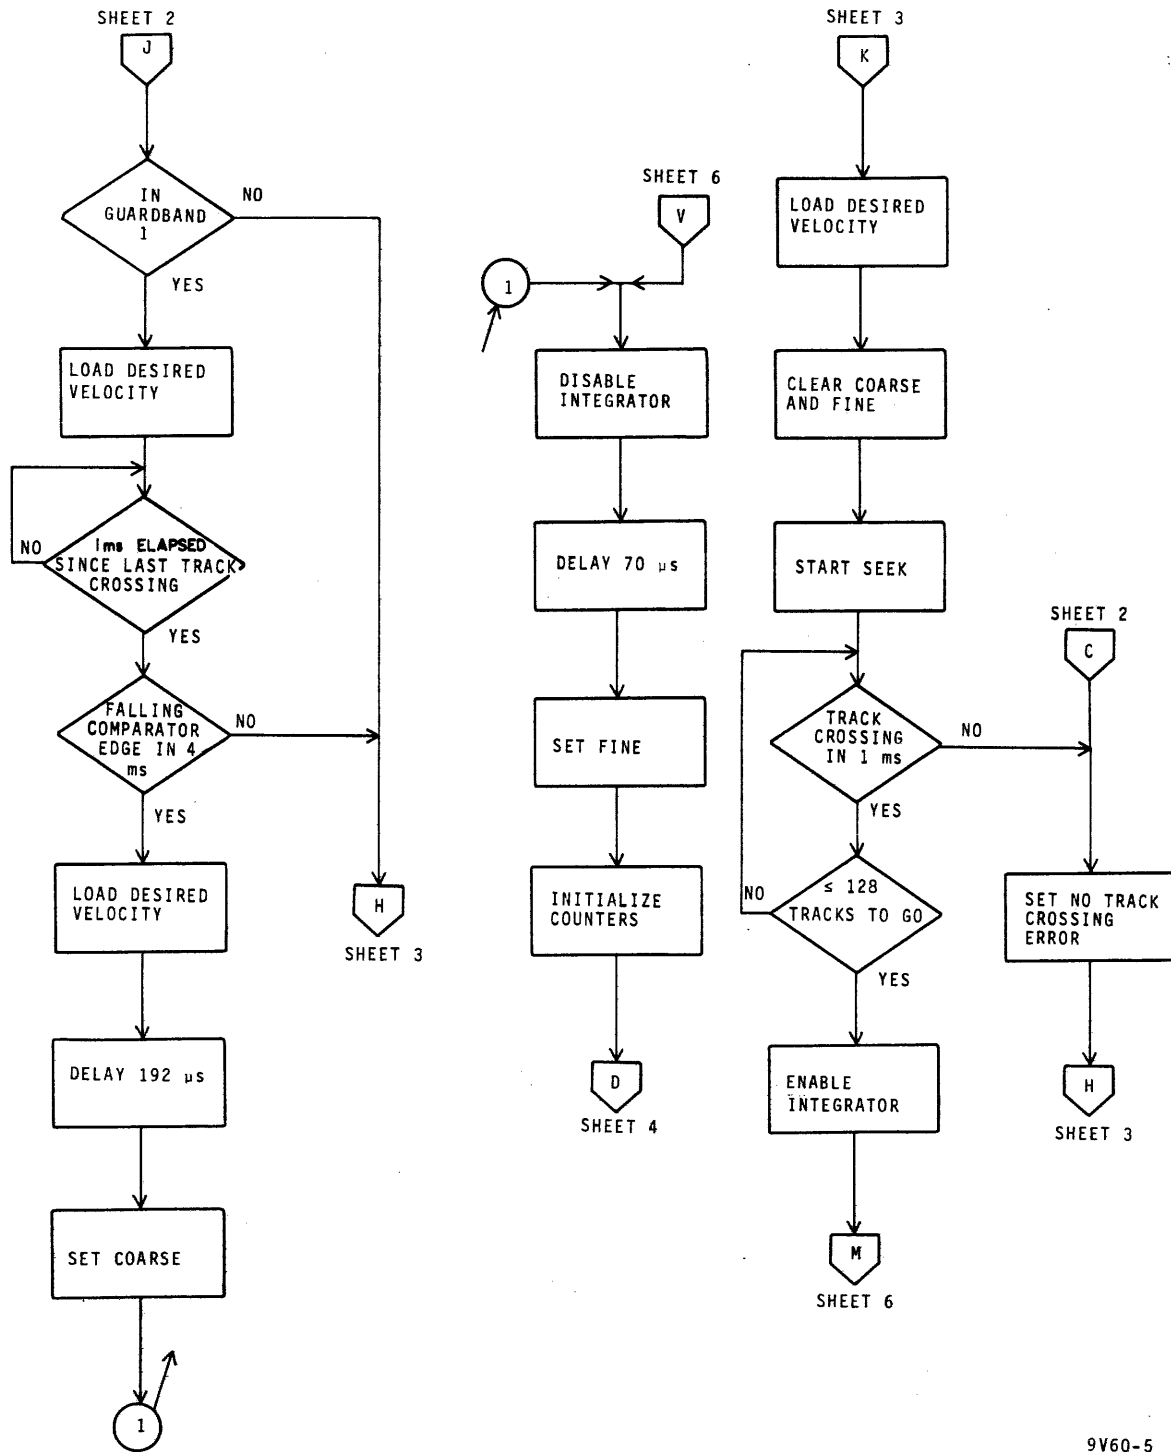 SHEET 2
J
IN
GUARDBAND
1
NO
YES
LOAD DESIRED
VELOCITY
1ms ELAPSED
SINCE LAST TRACK
CROSSING
NO
YES
FALLING
COMPARATOR
EDGE IN 4
ms
NO
YES
LOAD DESIRED
VELOCITY
H
SHEET 3
DELAY 192 µs
SET COARSE
1
SHEET 6
V
1
DISABLE
INTEGRATOR
DELAY 70 µs
SET FINE
INITIALIZE
COUNTERS
D
SHEET 4
SHEET 3
K
LOAD DESIRED
VELOCITY
CLEAR COARSE
AND FINE
START SEEK
TRACK
CROSSING
IN 1 ms
NO
YES
≤ 128
TRACKS TO GO
NO
YES
ENABLE
INTEGRATOR
M
SHEET 6
SHEET 2
C
SET NO TRACK
CROSSING
ERROR
H
SHEET 3
9V60-5